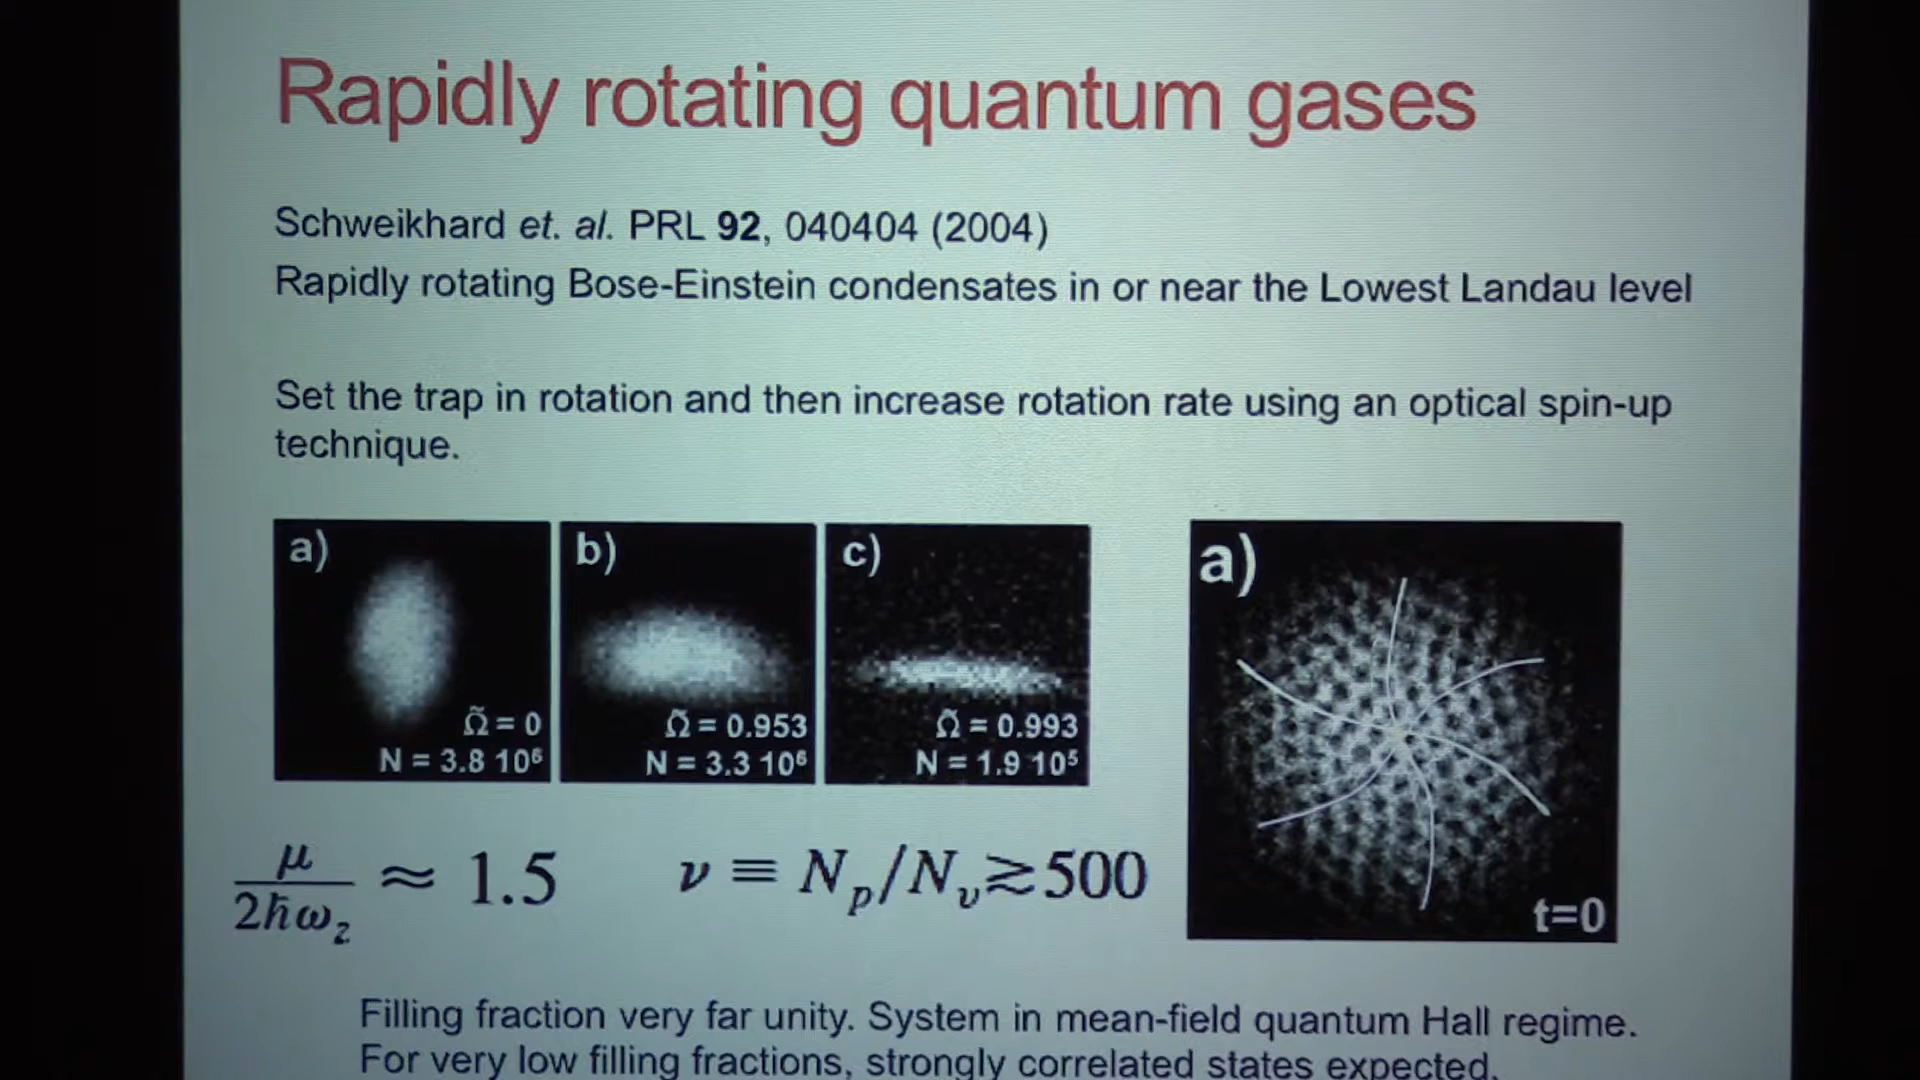 Rapidly rotating quantum gases
Schweikhard et. al. PRL 92, 040404 (2004)
Rapidly rotating Bose-Einstein condensates in or near the Lowest Landau level
Set the trap in rotation and then increase rotation rate using an optical spin-up
technique.
a)
Ω̃ = 0
N = 3.8 10⁶
b)
Ω̃ = 0.953
N = 3.3 10⁶
c)
Ω̃ = 0.993
N = 1.9 10⁵
a)
t=0
μ/2ħω_z ≈ 1.5
ν ≡ N_p/N_v ≳ 500
Filling fraction very far unity. System in mean-field quantum Hall regime.
For very low filling fractions, strongly correlated states expected.